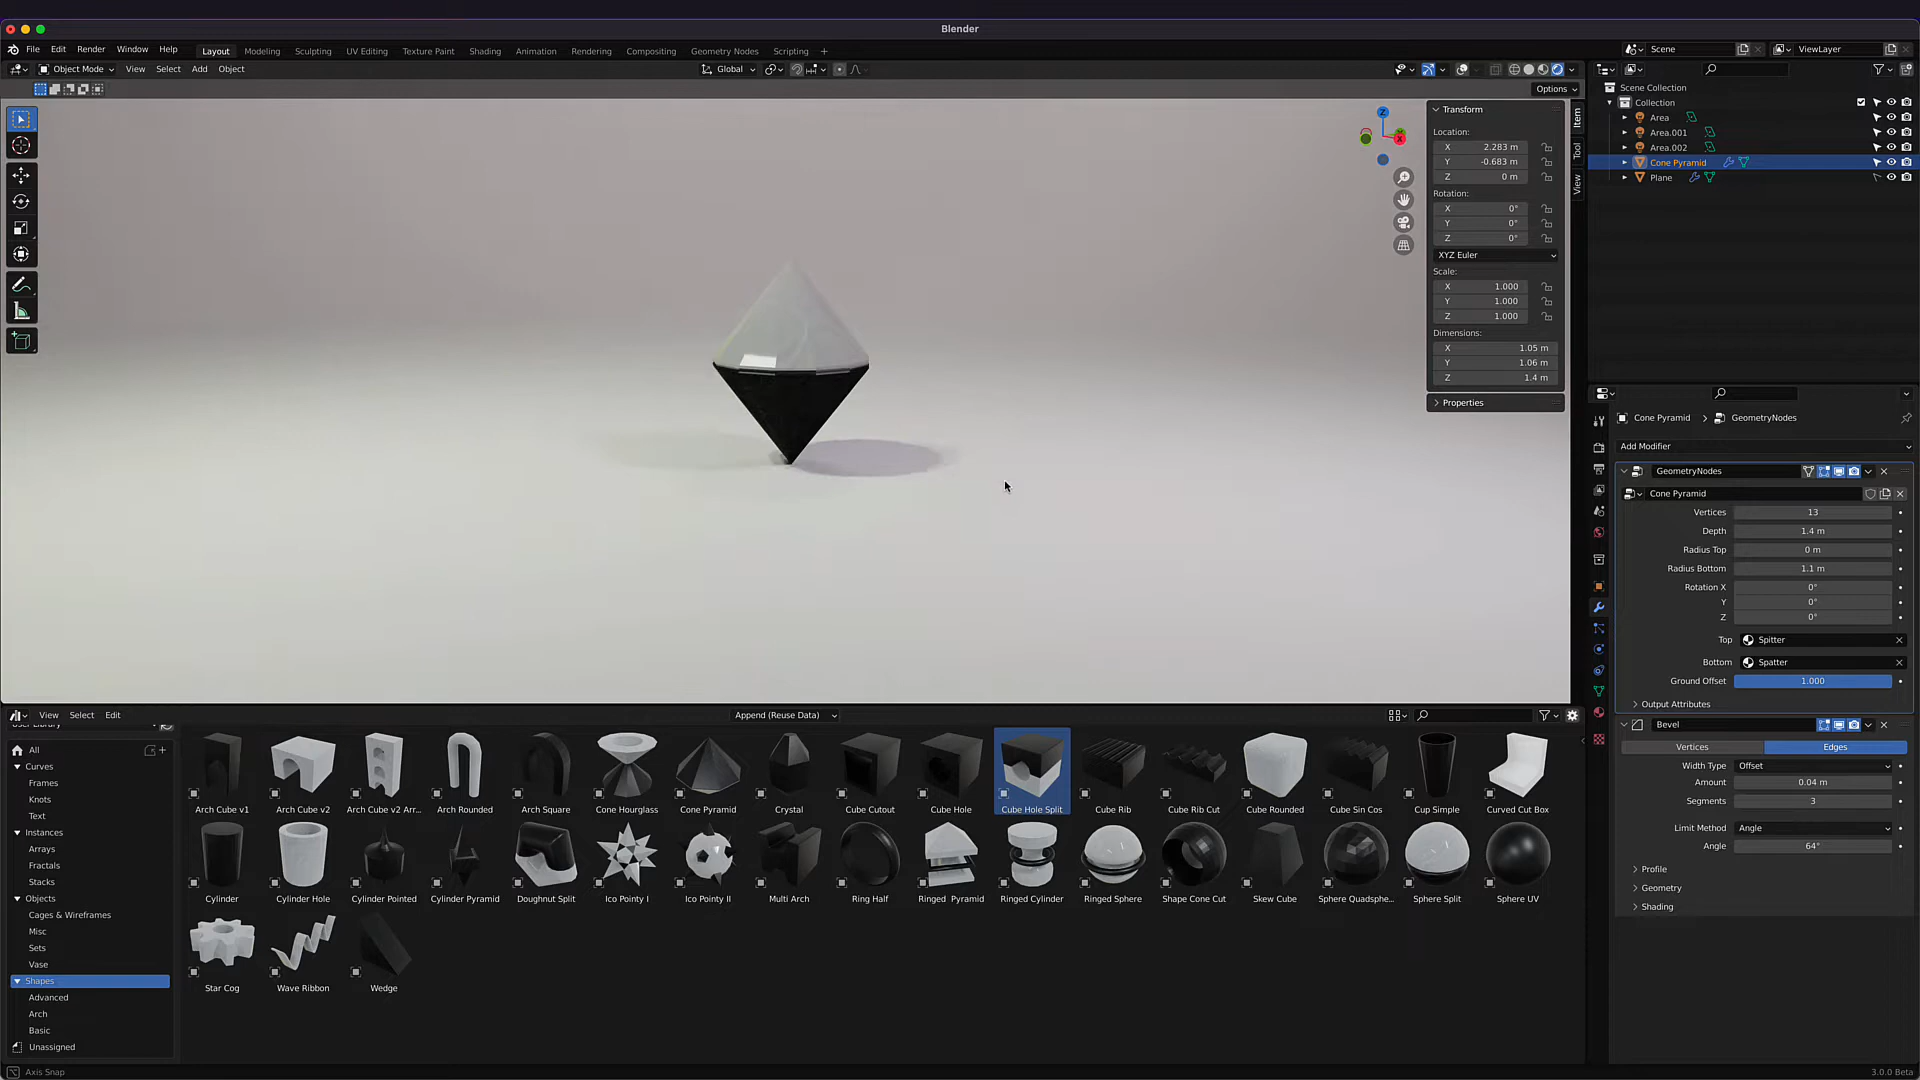 Blender
File Edit Render Window Help
Layout Modeling Sculpting UV Editing Texture Paint Shading Animation Rendering Compositing Geometry Nodes Scripting +
Scene
ViewLayer
Object Mode View Select Add Object
Global
Options
Transform
Location:
X 2.283 m
Y -0.683 m
Z 0 m
Rotation:
X 0°
Y 0°
Z 0°
XYZ Euler
Scale:
X 1.000
Y 1.000
Z 1.000
Dimensions:
X 1.05 m
Y 1.06 m
Z 1.4 m
Properties
Item
Tool
View
Z
X
Scene Collection
Collection
Area
Area.001
Area.002
Cone Pyramid
Plane
Cone Pyramid > GeometryNodes
Add Modifier
GeometryNodes
Cone Pyramid
Vertices 13
Depth 1.4 m
Radius Top 0 m
Radius Bottom 1.1 m
Rotation X 0°
Y 0°
Z 0°
Top Spitter
Bottom Spatter
Ground Offset 1.000
Output Attributes
Bevel
Vertices Edges
Width Type Offset
Amount 0.04 m
Segments 3
Limit Method Angle
Angle 64°
Profile
Geometry
Shading
View Select Edit
Append (Reuse Data)
All
Curves
Frames
Knots
Text
Instances
Arrays
Fractals
Stacks
Objects
Cages & Wireframes
Misc
Sets
Vase
Shapes
Advanced
Arch
Basic
Unassigned
Arch Cube v1 Arch Cube v2 Arch Cube v2 Arr... Arch Rounded Arch Square Cone Hourglass Cone Pyramid Crystal Cube Cutout Cube Hole Cube Hole Split Cube Rib Cube Rib Cut Cube Rounded Cube Sin Cos Cup Simple Curved Cut Box
Cylinder Cylinder Hole Cylinder Pointed Cylinder Pyramid Doughnut Split Ico Pointy I Ico Pointy II Multi Arch Ring Half Ringed Pyramid Ringed Cylinder Ringed Sphere Shape Cone Cut Skew Cube Sphere Quadsphe... Sphere Split Sphere UV
Star Cog Wave Ribbon Wedge
Axis Snap
3.0.0 Beta